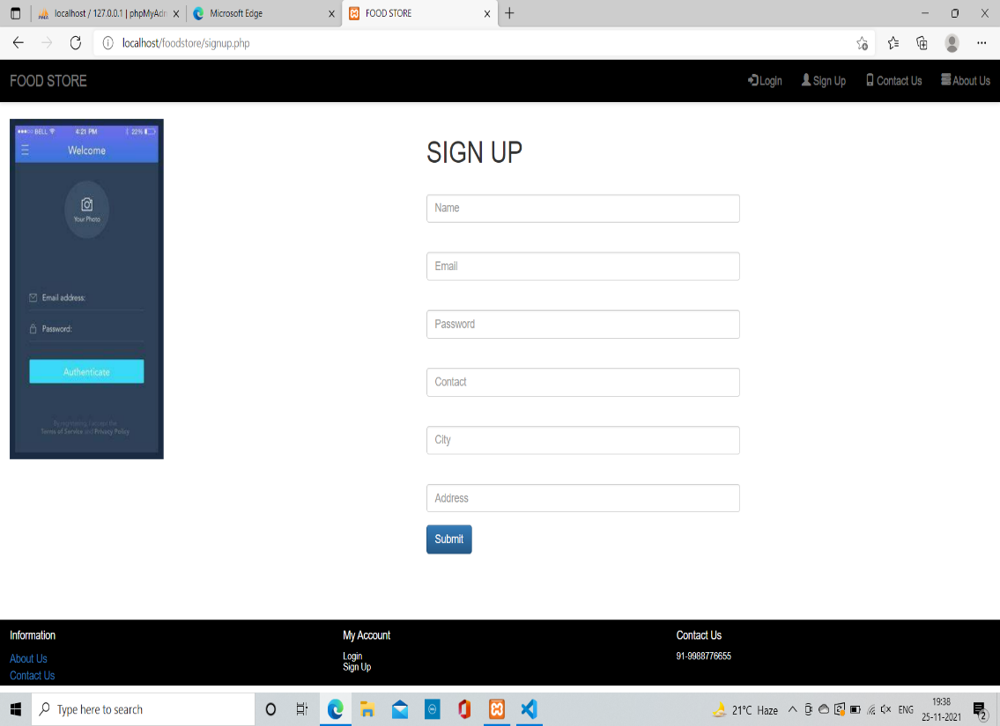 localhost / 127.0.0.1 | phpMyAdn
Microsoft Edge
FOOD STORE
localhost/foodstore/signup.php
FOOD STORE
Login
Sign Up
Contact Us
About Us
BELL 4:21 PM 22%
Welcome
Your Photo
Email address:
Password:
Authenticate
By registering, I accept the
Terms of Service and Privacy Policy
SIGN UP
Name
Email
Password
Contact
City
Address
Submit
Information
About Us
Contact Us
My Account
Login
Sign Up
Contact Us
91-9988776655
Type here to search
21°C Haze
ENG
19:38
25-11-2021
2